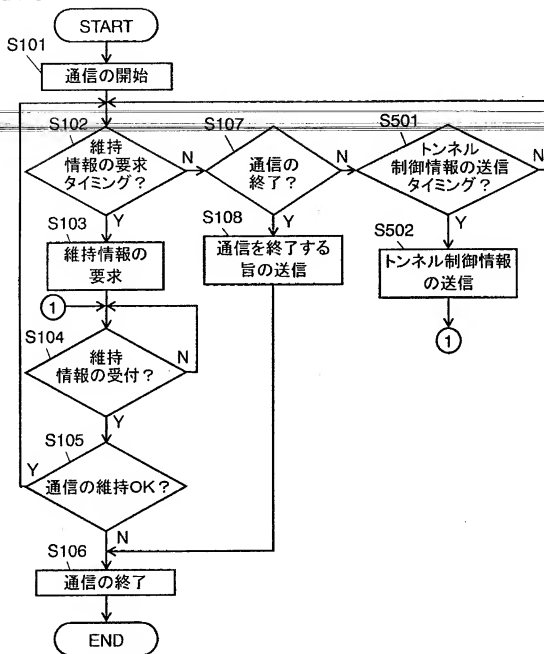 START
S101
通信の開始
S102
維持
情報の要求
タイミング？
N
Y
S107
通信の
終了？
N
Y
S501
トンネル
制御情報の送信
タイミング？
N
Y
S103
維持情報の
要求
S108
通信を終了する
旨の送信
S502
トンネル制御情報
の送信
1
1
S104
維持
情報の受付？
N
Y
S105
通信の維持OK？
Y
N
S106
通信の終了
END